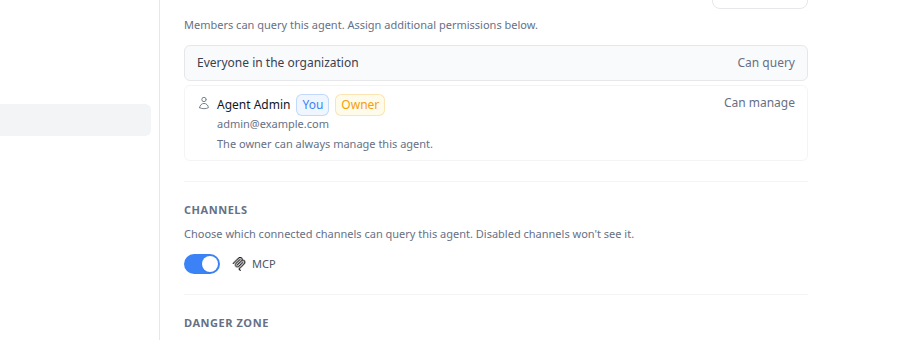 Members can query this agent. Assign additional permissions below.
Everyone in the organization Can query
Agent Admin You Owner Can manage
admin@example.com
The owner can always manage this agent.
CHANNELS
Choose which connected channels can query this agent. Disabled channels won't see it.
MCP
DANGER ZONE